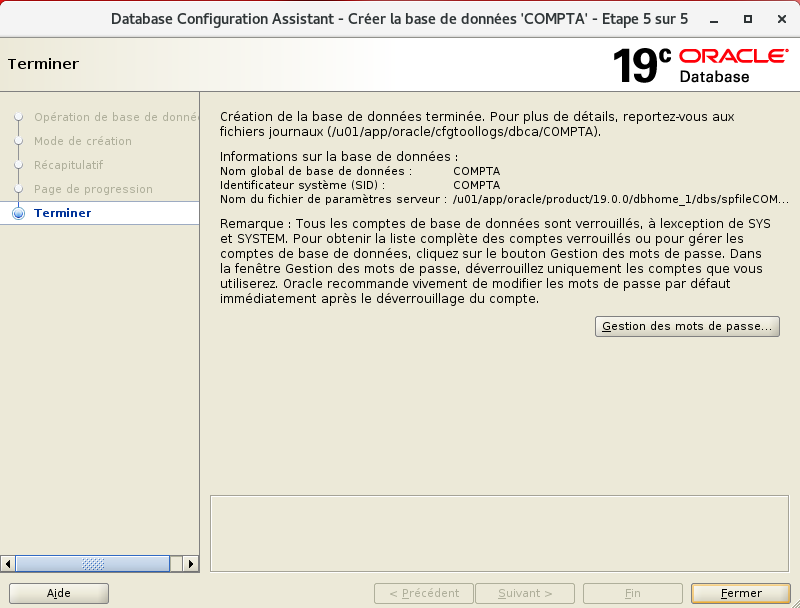 Database Configuration Assistant - Créer la base de données 'COMPTA' - Etape 5 sur 5
Terminer
19c ORACLE
Database
Opération de base de donné
Mode de création
Récapitulatif
Page de progression
Terminer
Création de la base de données terminée. Pour plus de détails, reportez-vous aux
fichiers journaux (/u01/app/oracle/cfgtoollogs/dbca/COMPTA).
Informations sur la base de données :
Nom global de base de données : COMPTA
Identificateur système (SID) : COMPTA
Nom du fichier de paramètres serveur : /u01/app/oracle/product/19.0.0/dbhome_1/dbs/spfileCOM...
Remarque : Tous les comptes de base de données sont verrouillés, à lexception de SYS
et SYSTEM. Pour obtenir la liste complète des comptes verrouillés ou pour gérer les
comptes de base de données, cliquez sur le bouton Gestion des mots de passe. Dans
la fenêtre Gestion des mots de passe, déverrouillez uniquement les comptes que vous
utiliserez. Oracle recommande vivement de modifier les mots de passe par défaut
immédiatement après le déverrouillage du compte.
Gestion des mots de passe...
Aide
< Précédent
Suivant >
Fin
Fermer